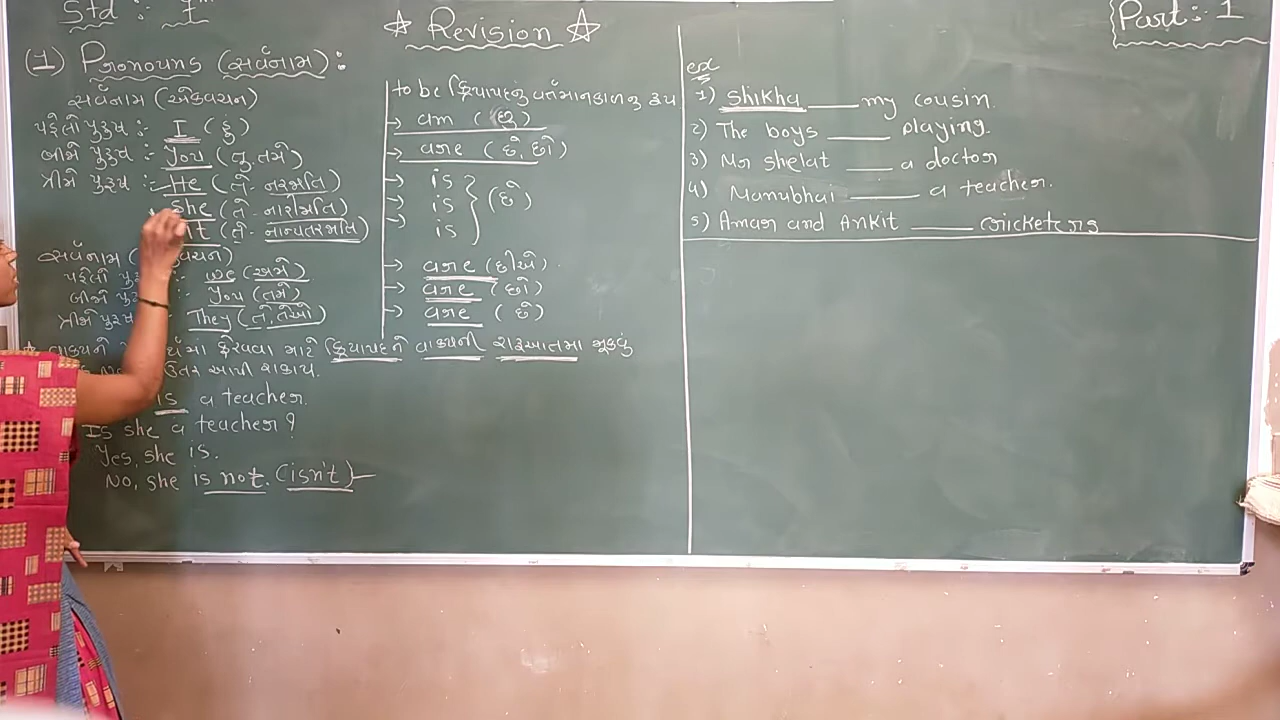 Std :-
☆ Revision ☆
Part :- 1
(1) Pronouns (સર્વનામ) :
સર્વનામ (એકવચન)
પહેલો પુરુષ :- I (હું)
બીજો પુરુષ :- You (તું, તમે)
ત્રીજો પુરુષ :- He (તે - નરજાતિ)
She (તે - નારીજાતિ)
It (તે - નાન્યતરજાતિ)
સર્વનામ
પહેલો :- we (અમે)
બીજો :- You (તમે)
ત્રીજો પુરુષ :- They (તે, તેઓ)
to be ક્રિયાપદનું વર્તમાનકાળનું રૂપ
→ am (છું)
→ are (છે, છો)
→ is
→ is (છે)
→ is
→ are (છીએ)
→ are (છો)
→ are (છે)
☆ વાક્યને ફેરવવા માટે ક્રિયાપદને વાક્યની શરૂઆતમાં મૂકવું
ઉત્તર આપી શકાય.
is a teacher.
Is she a teacher?
Yes, she is.
No, she is not. (isn't)
ex
1) Shikha ____ my cousin.
2) The boys ____ playing.
3) Mr shelat ____ a doctor
4) Manubhai ____ a teacher.
5) Amar and Ankit ____ cricketers